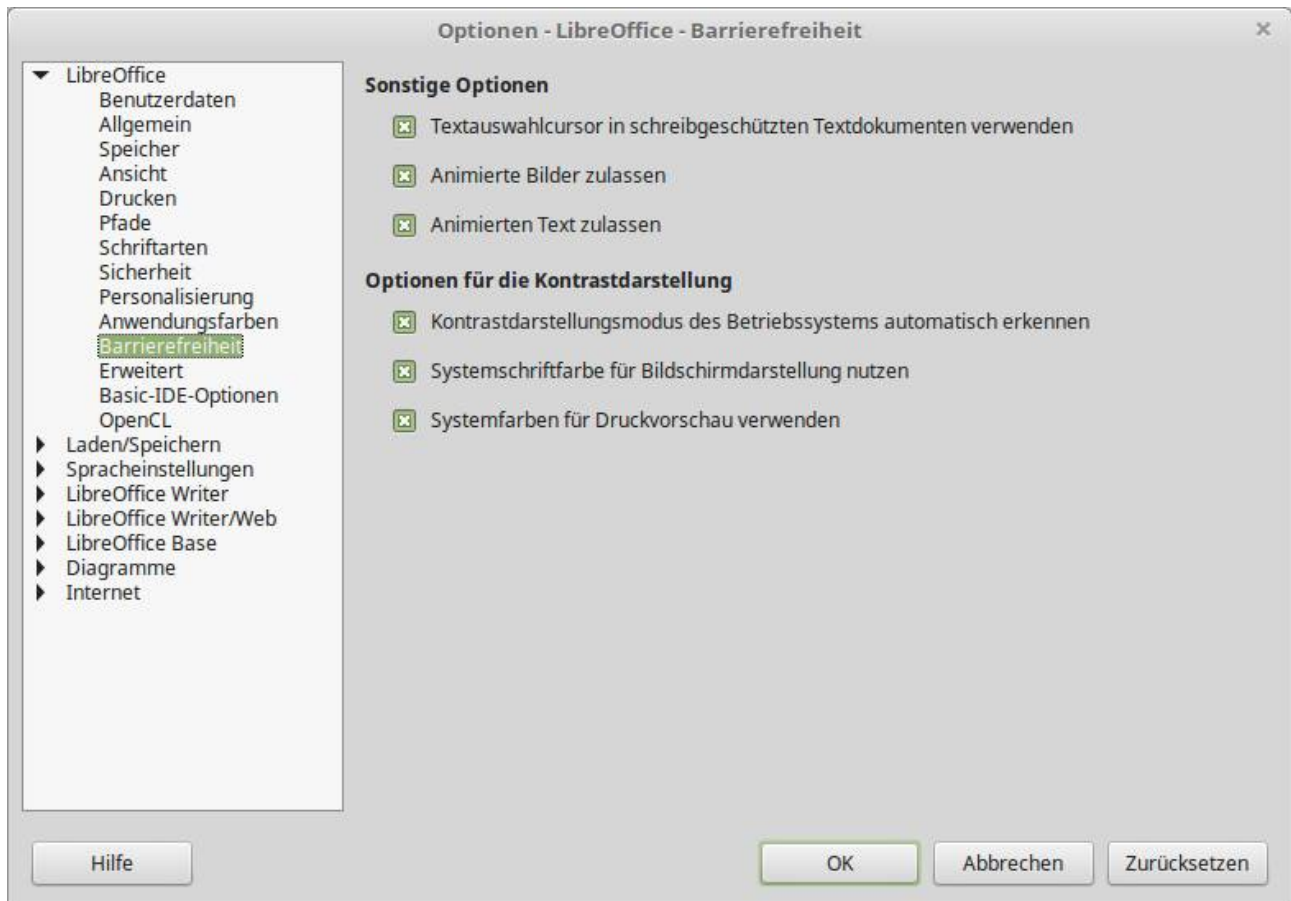 Optionen - LibreOffice - Barrierefreiheit
LibreOffice
Benutzerdaten
Allgemein
Speicher
Ansicht
Drucken
Pfade
Schriftarten
Sicherheit
Personalisierung
Anwendungsfarben
Barrierefreiheit
Erweitert
Basic-IDE-Optionen
OpenCL
Laden/Speichern
Spracheinstellungen
LibreOffice Writer
LibreOffice Writer/Web
LibreOffice Base
Diagramme
Internet
Sonstige Optionen
Textauswahlcursor in schreibgeschützten Textdokumenten verwenden
Animierte Bilder zulassen
Animierten Text zulassen
Optionen für die Kontrastdarstellung
Kontrastdarstellungsmodus des Betriebssystems automatisch erkennen
Systemschriftfarbe für Bildschirmdarstellung nutzen
Systemfarben für Druckvorschau verwenden
Hilfe
OK
Abbrechen
Zurücksetzen